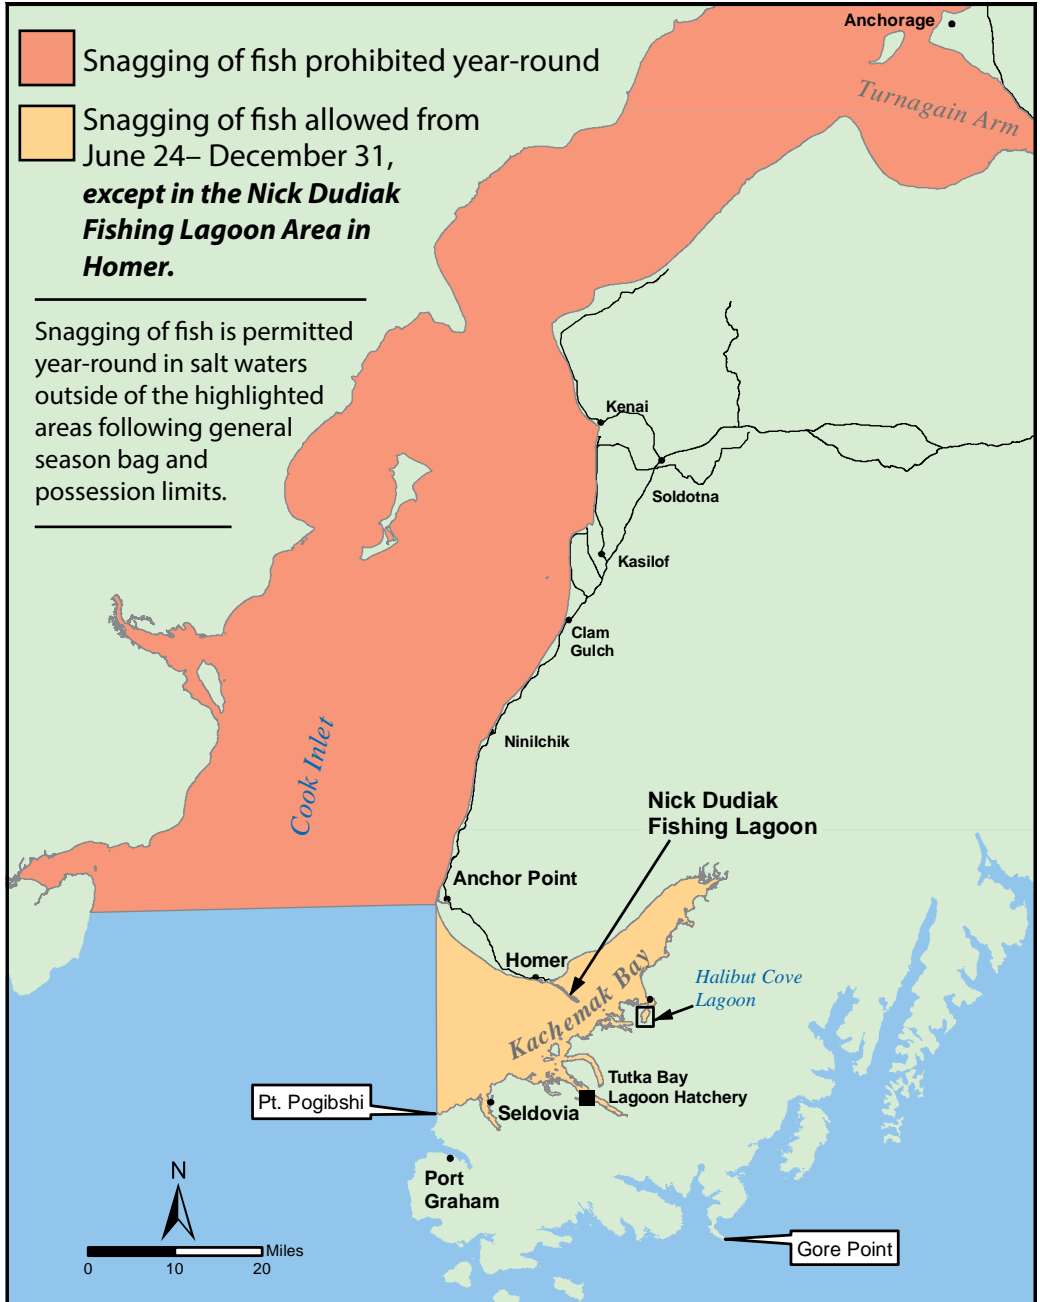 Anchorage
Snagging of fish prohibited year-round
Turnagain Arm
Snagging of fish allowed from
June 24– December 31,
except in the Nick Dudiak
Fishing Lagoon Area in
Homer.
Snagging of fish is permitted
year-round in salt waters
outside of the highlighted
areas following general
season bag and
possession limits.
Kenai
Soldotna
Kasilof
Clam
Gulch
Cook Inlet
Ninilchik
Nick Dudiak
Fishing Lagoon
Anchor Point
Homer
Kachemak Bay
Halibut Cove
Lagoon
Tutka Bay
Lagoon Hatchery
Pt. Pogibshi
Seldovia
Port
Graham
N
Miles
0 10 20
Gore Point